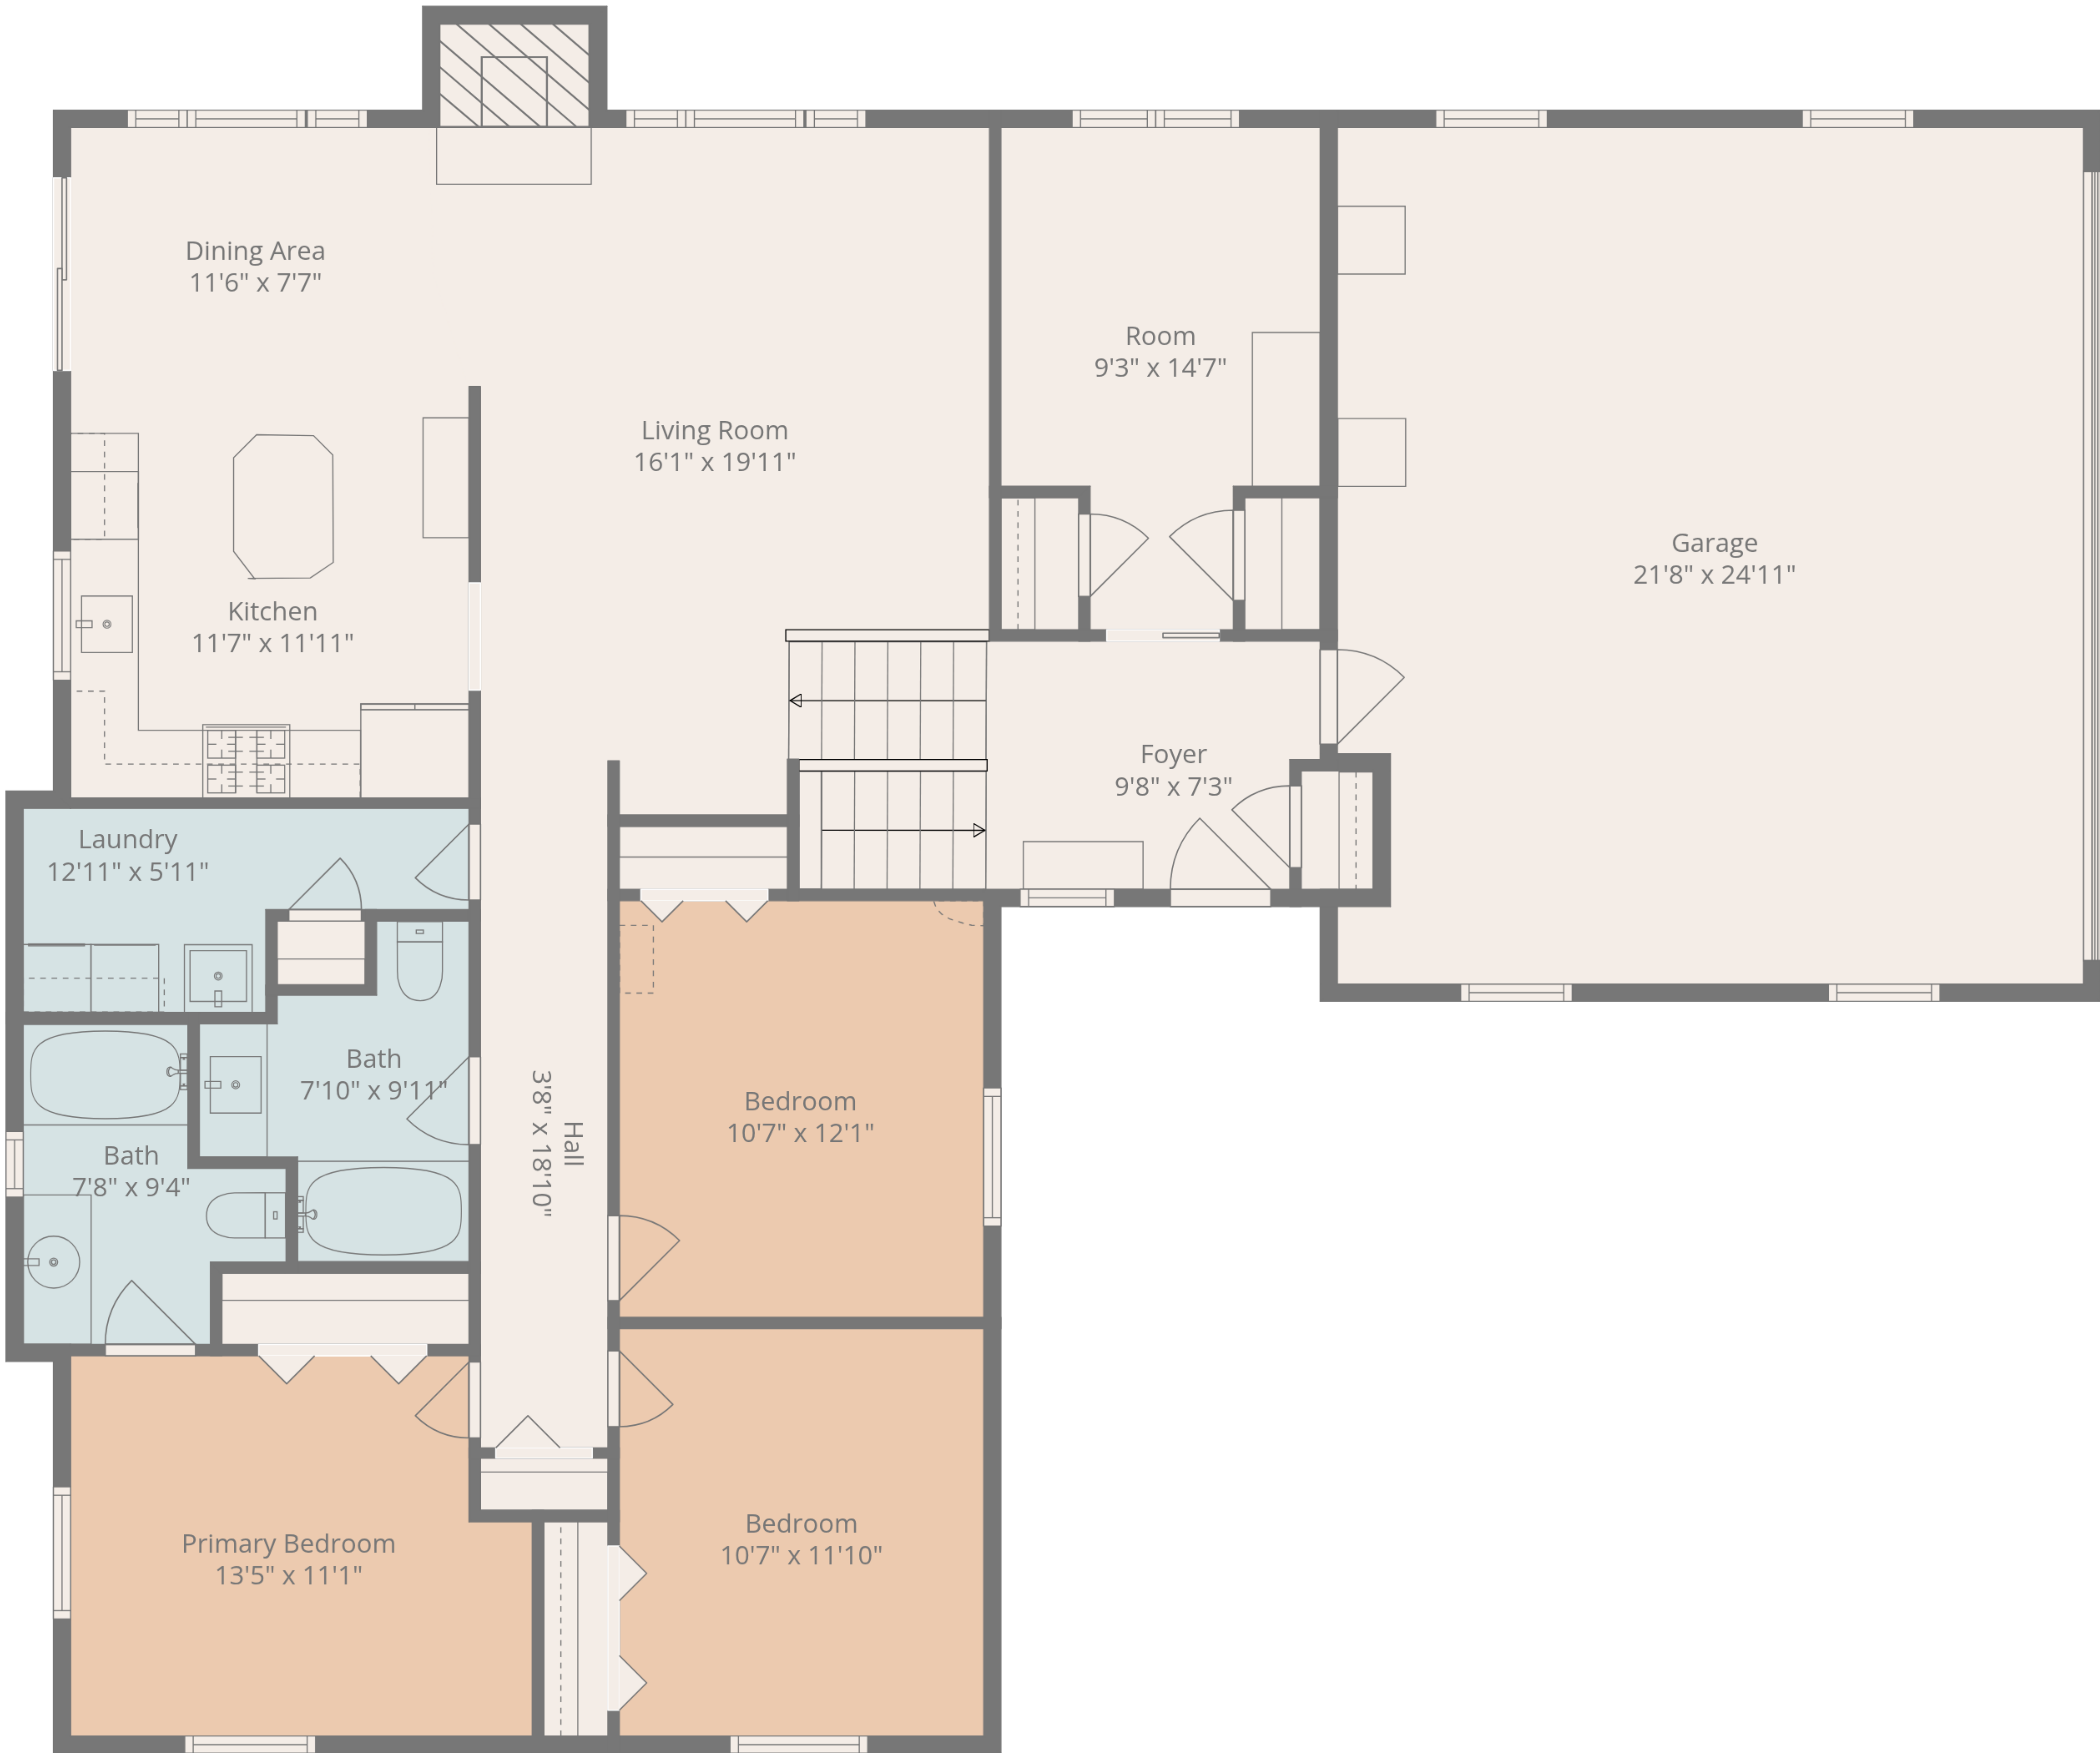 Dining Area
11'6" x 7'7"
Room
9'3" x 14'7"
Living Room
16'1" x 19'11"
Garage
21'8" x 24'11"
Kitchen
11'7" x 11'11"
Foyer
9'8" x 7'3"
Laundry
12'11" x 5'11"
Bath
7'10" x 9'11"
Hall
3'8" x 18'10"
Bedroom
10'7" x 12'1"
Bath
7'8" x 9'4"
Primary Bedroom
13'5" x 11'1"
Bedroom
10'7" x 11'10"